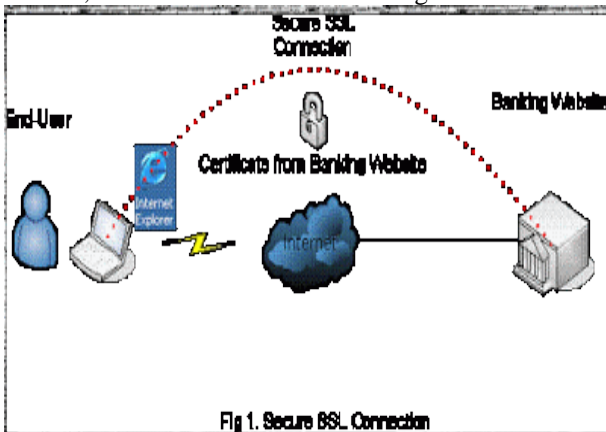 Secure SSL
Connection
Banking Website
End-User
Certificate from Banking Website
Internet
Explorer
Internet
Fig 1. Secure SSL Connection